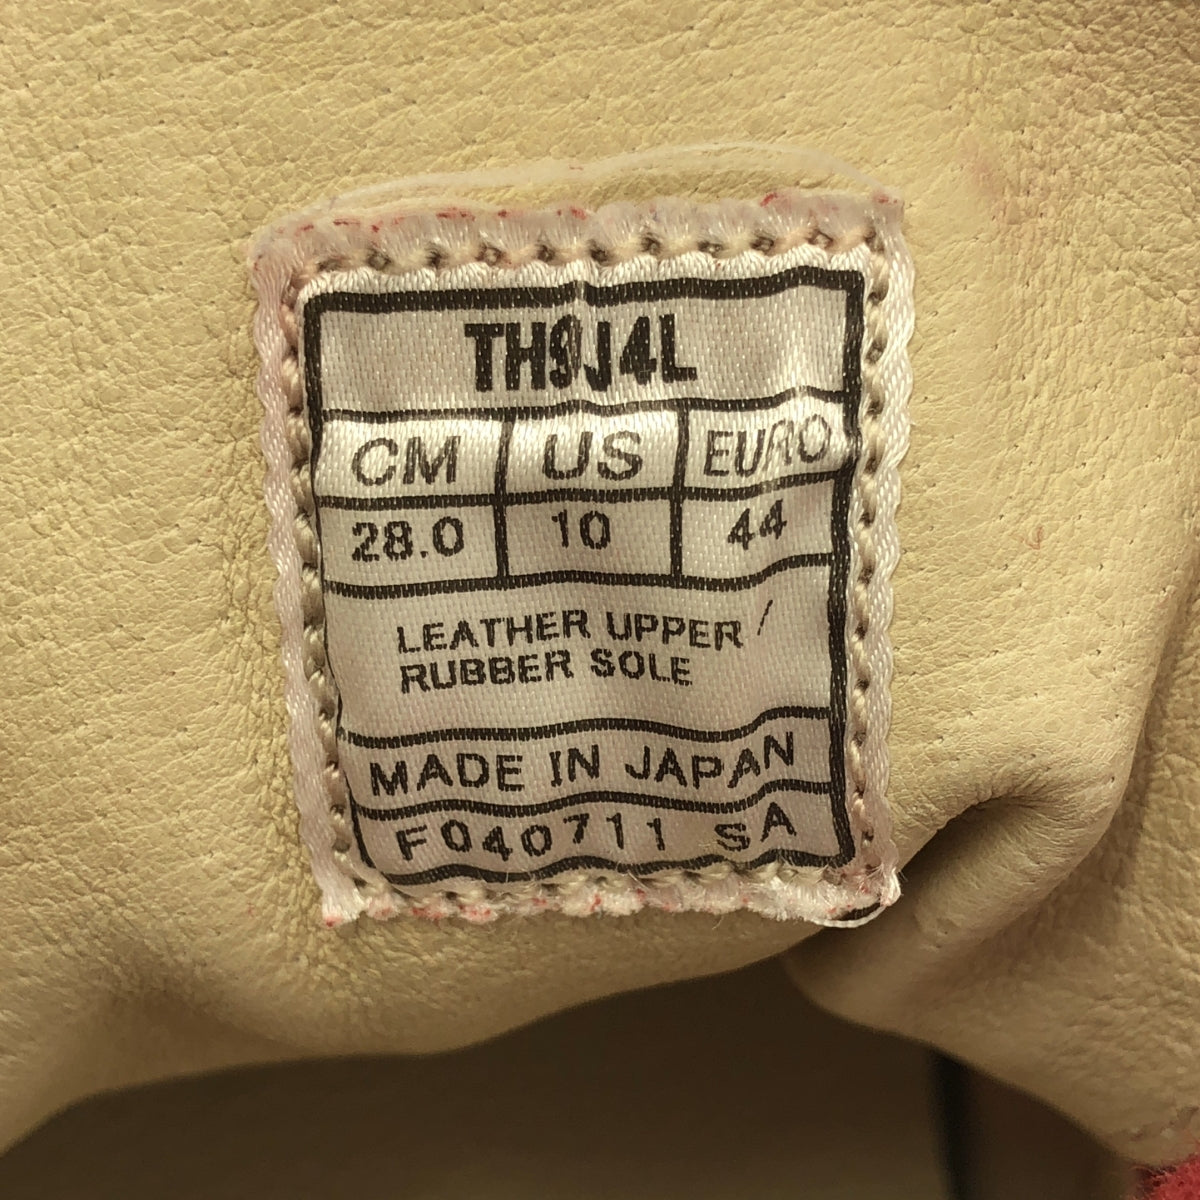 TH9J4L
CM US EURO
28.0 10 44
LEATHER UPPER /
RUBBER SOLE
MADE IN JAPAN
F040711 SA